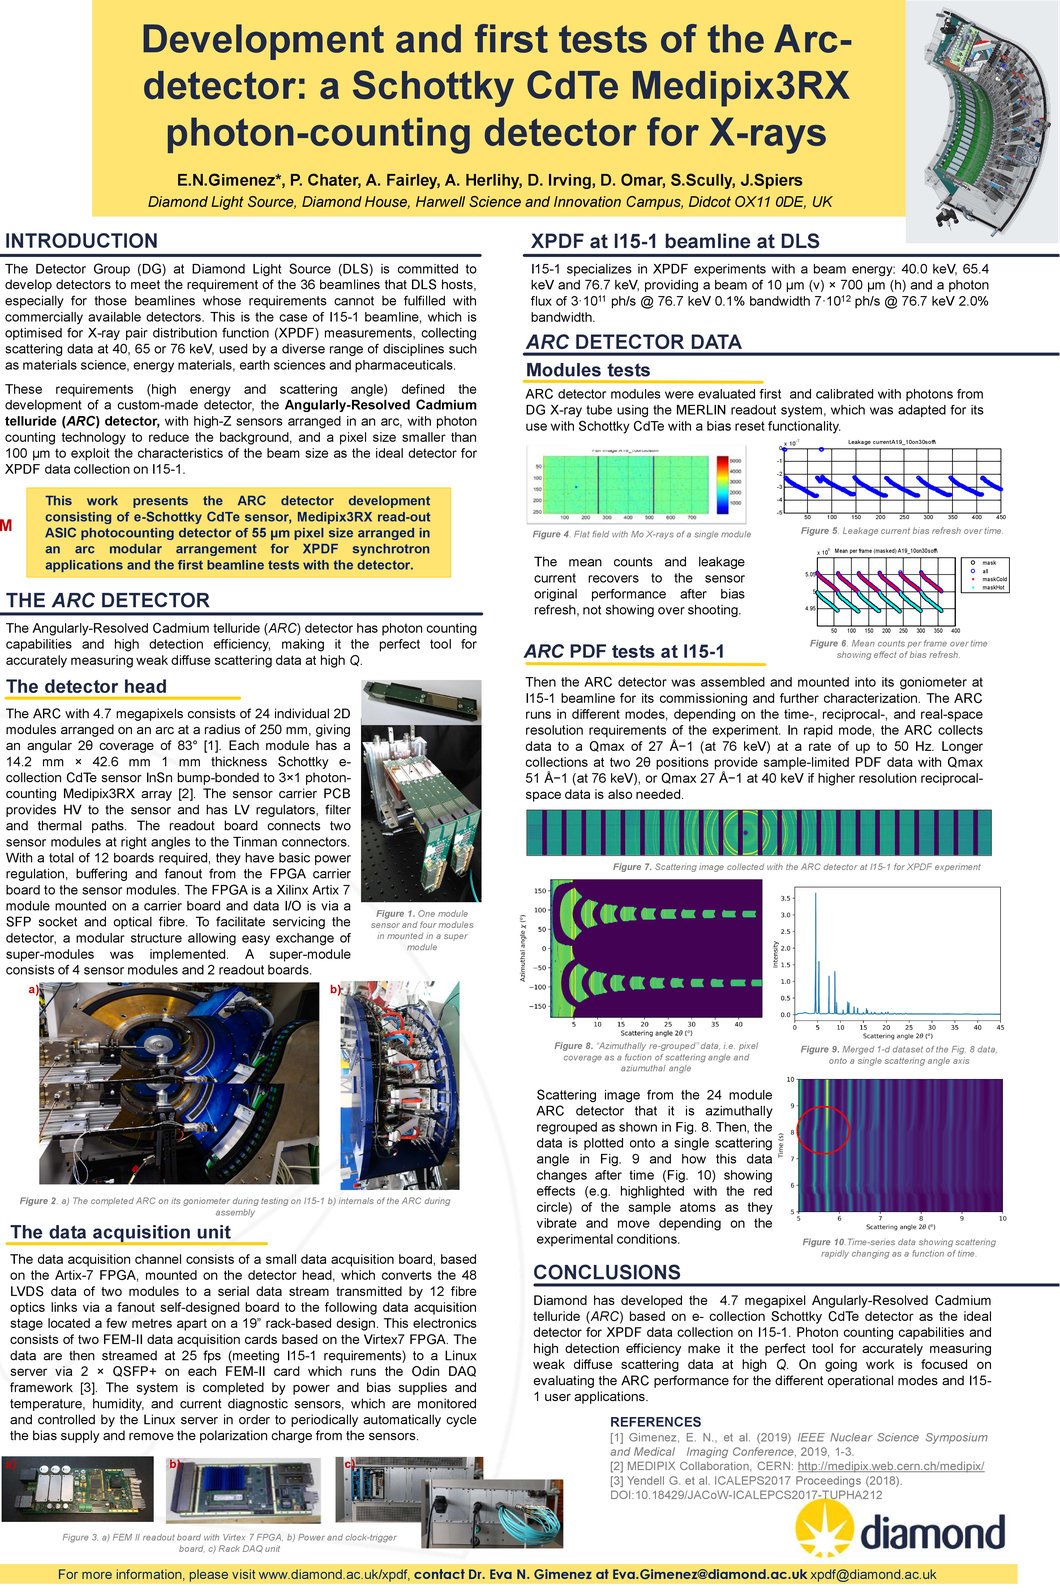 Development and first tests of the Arc-
detector: a Schottky CdTe Medipix3RX
photon-counting detector for X-rays
E.N.Gimenez*, P. Chater, A. Fairley, A. Herlihy, D. Irving, D. Omar, S.Scully, J.Spiers
Diamond Light Source, Diamond House, Harwell Science and Innovation Campus, Didcot OX11 0DE, UK
INTRODUCTION
The Detector Group (DG) at Diamond Light Source (DLS) is committed to
develop detectors to meet the requirement of the 36 beamlines that DLS hosts,
especially for those beamlines whose requirements cannot be fulfilled with
commercially available detectors. This is the case of I15-1 beamline, which is
optimised for X-ray pair distribution function (XPDF) measurements, collecting
scattering data at 40, 65 or 76 keV, used by a diverse range of disciplines such
as materials science, energy materials, earth sciences and pharmaceuticals.
These requirements (high energy and scattering angle) defined the
development of a custom-made detector, the Angularly-Resolved Cadmium
telluride (ARC) detector, with high-Z sensors arranged in an arc, with photon
counting technology to reduce the background, and a pixel size smaller than
100 µm to exploit the characteristics of the beam size as the ideal detector for
XPDF data collection on I15-1.
M
This work presents the ARC detector development
consisting of e-Schottky CdTe sensor, Medipix3RX read-out
ASIC photocounting detector of 55 µm pixel size arranged in
an arc modular arrangement for XPDF synchrotron
applications and the first beamline tests with the detector.
THE ARC DETECTOR
The Angularly-Resolved Cadmium telluride (ARC) detector has photon counting
capabilities and high detection efficiency, making it the perfect tool for
accurately measuring weak diffuse scattering data at high Q.
The detector head
The ARC with 4.7 megapixels consists of 24 individual 2D
modules arranged on an arc at a radius of 250 mm, giving
an angular 2θ coverage of 83° [1]. Each module has a
14.2 mm × 42.6 mm 1 mm thickness Schottky e-
collection CdTe sensor InSn bump-bonded to 3×1 photon-
counting Medipix3RX array [2]. The sensor carrier PCB
provides HV to the sensor and has LV regulators, filter
and thermal paths. The readout board connects two
sensor modules at right angles to the Tinman connectors.
With a total of 12 boards required, they have basic power
regulation, buffering and fanout from the FPGA carrier
board to the sensor modules. The FPGA is a Xilinx Artix 7
module mounted on a carrier board and data I/O is via a
SFP socket and optical fibre. To facilitate servicing the
detector, a modular structure allowing easy exchange of
super-modules was implemented. A super-module
consists of 4 sensor modules and 2 readout boards.
Figure 1. One module
sensor and four modules
in mounted in a super
module
a)
b)
Figure 2. a) The completed ARC on its goniometer during testing on I15-1 b) internals of the ARC during
assembly
The data acquisition unit
The data acquisition channel consists of a small data acquisition board, based
on the Artix-7 FPGA, mounted on the detector head, which converts the 48
LVDS data of two modules to a serial data stream transmitted by 12 fibre
optics links via a fanout self-designed board to the following data acquisition
stage located a few metres apart on a 19” rack-based design. This electronics
consists of two FEM-II data acquisition cards based on the Virtex7 FPGA. The
data are then streamed at 25 fps (meeting I15-1 requirements) to a Linux
server via 2 × QSFP+ on each FEM-II card which runs the Odin DAQ
framework [3]. The system is completed by power and bias supplies and
temperature, humidity, and current diagnostic sensors, which are monitored
and controlled by the Linux server in order to periodically automatically cycle
the bias supply and remove the polarization charge from the sensors.
a)
b)
c)
Figure 3. a) FEM II readout board with Virtex 7 FPGA, b) Power and clock-trigger
board, c) Rack DAQ unit
XPDF at I15-1 beamline at DLS
I15-1 specializes in XPDF experiments with a beam energy: 40.0 keV, 65.4
keV and 76.7 keV, providing a beam of 10 µm (v) × 700 µm (h) and a photon
flux of 3·10¹¹ ph/s @ 76.7 keV 0.1% bandwidth 7·10¹² ph/s @ 76.7 keV 2.0%
bandwidth.
ARC DETECTOR DATA
Modules tests
ARC detector modules were evaluated first and calibrated with photons from
DG X-ray tube using the MERLIN readout system, which was adapted for its
use with Schottky CdTe with a bias reset functionality.
50
100
150
200
250
100 200 300 400 500 600 700
5000
4000
3000
2000
1000
Figure 4. Flat field with Mo X-rays of a single module
x 10⁻⁷ Leakage currentA19_10on30soft
0
-1
-2
-3
-4
-5
50 100 150 200 250 300 350 400 450
Figure 5. Leakage current bias refresh over time.
The mean counts and leakage
current recovers to the sensor
original performance after bias
refresh, not showing over shooting.
Mean per frame (masked) A19_10on30soft
5.05
5
4.95
50 100 150 200 250 300 350 400
mask
all
maskCold
maskHot
Figure 6. Mean counts per frame over time
showing effect of bias refresh.
ARC PDF tests at I15-1
Then the ARC detector was assembled and mounted into its goniometer at
I15-1 beamline for its commissioning and further characterization. The ARC
runs in different modes, depending on the time-, reciprocal-, and real-space
resolution requirements of the experiment. In rapid mode, the ARC collects
data to a Qmax of 27 Å−1 (at 76 keV) at a rate of up to 50 Hz. Longer
collections at two 2θ positions provide sample-limited PDF data with Qmax
51 Å−1 (at 76 keV), or Qmax 27 Å−1 at 40 keV if higher resolution reciprocal-
space data is also needed.
Figure 7. Scattering image collected with the ARC detector at I15-1 for XPDF experiment
Azimuthal angle χ (°)
150
100
50
0
−50
−100
−150
5 10 15 20 25 30 35 40
Scattering angle 2θ (°)
Figure 8. “Azimuthally re-grouped” data, i.e. pixel
coverage as a fuction of scattering angle and
aziumuthal angle
Intensity
3.5
3.0
2.5
2.0
1.5
1.0
0.5
0.0
0 5 10 15 20 25 30 35 40 45
Scattering angle 2θ (°)
Figure 9. Merged 1-d dataset of the Fig. 8 data,
onto a single scattering angle axis
Scattering image from the 24 module
ARC detector that it is azimuthally
regrouped as shown in Fig. 8. Then, the
data is plotted onto a single scattering
angle in Fig. 9 and how this data
changes after time (Fig. 10) showing
effects (e.g. highlighted with the red
circle) of the sample atoms as they
vibrate and move depending on the
experimental conditions.
Time (s)
10
9
8
7
6
5
5 6 7 8 9 10
Scattering angle 2θ (°)
Figure 10.Time-series data showing scattering
rapidly changing as a function of time.
CONCLUSIONS
Diamond has developed the 4.7 megapixel Angularly-Resolved Cadmium
telluride (ARC) based on e- collection Schottky CdTe detector as the ideal
detector for XPDF data collection on I15-1. Photon counting capabilities and
high detection efficiency make it the perfect tool for accurately measuring
weak diffuse scattering data at high Q. On going work is focused on
evaluating the ARC performance for the different operational modes and I15-
1 user applications.
REFERENCES
[1] Gimenez, E. N., et al. (2019) IEEE Nuclear Science Symposium
and Medical Imaging Conference, 2019, 1-3.
[2] MEDIPIX Collaboration, CERN: http://medipix.web.cern.ch/medipix/
[3] Yendell G. et al. ICALEPS2017 Proceedings (2018).
DOI:10.18429/JACoW-ICALEPCS2017-TUPHA212
diamond
For more information, please visit www.diamond.ac.uk/xpdf, contact Dr. Eva N. Gimenez at Eva.Gimenez@diamond.ac.uk xpdf@diamond.ac.uk